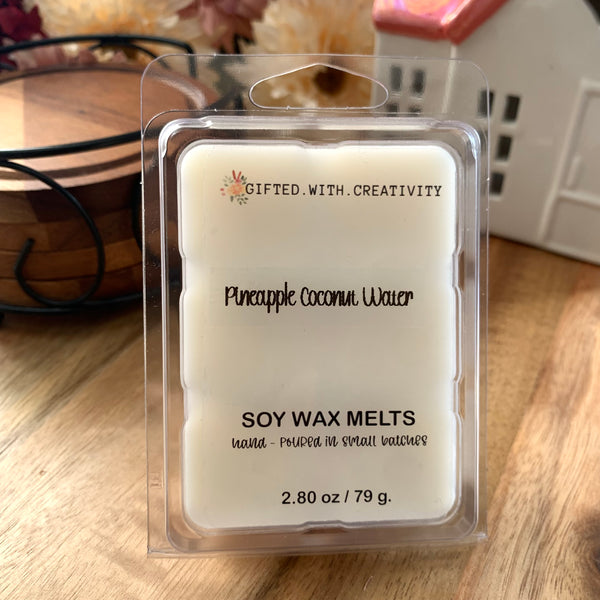 GIFTED.WITH.CREATIVITY
Pineapple Coconut Water
SOY WAX MELTS
hand - poured in small batches
2.80 oz / 79 g.